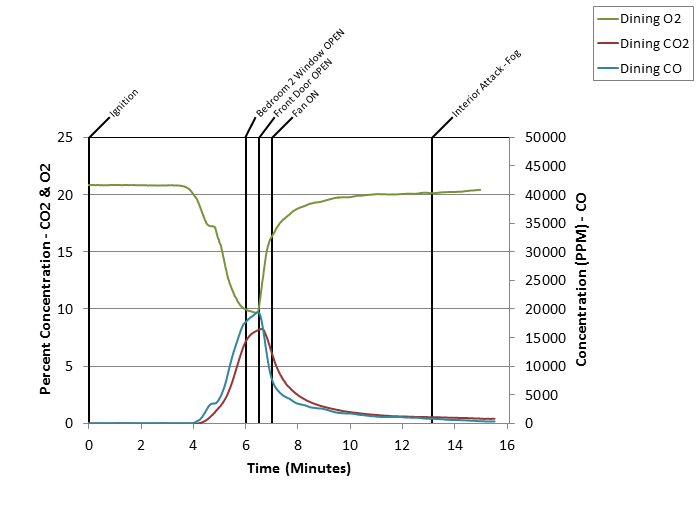 Dining O2
Dining CO2
Dining CO
Ignition
Bedroom 2 Window OPEN
Front Door OPEN
Fan ON
Interior Attack - Fog
25
20
15
10
5
0
Percent Concentration - CO2 & O2
50000
45000
40000
35000
30000
25000
20000
15000
10000
5000
0
Concentration (PPM) - CO
0 2 4 6 8 10 12 14 16
Time (Minutes)